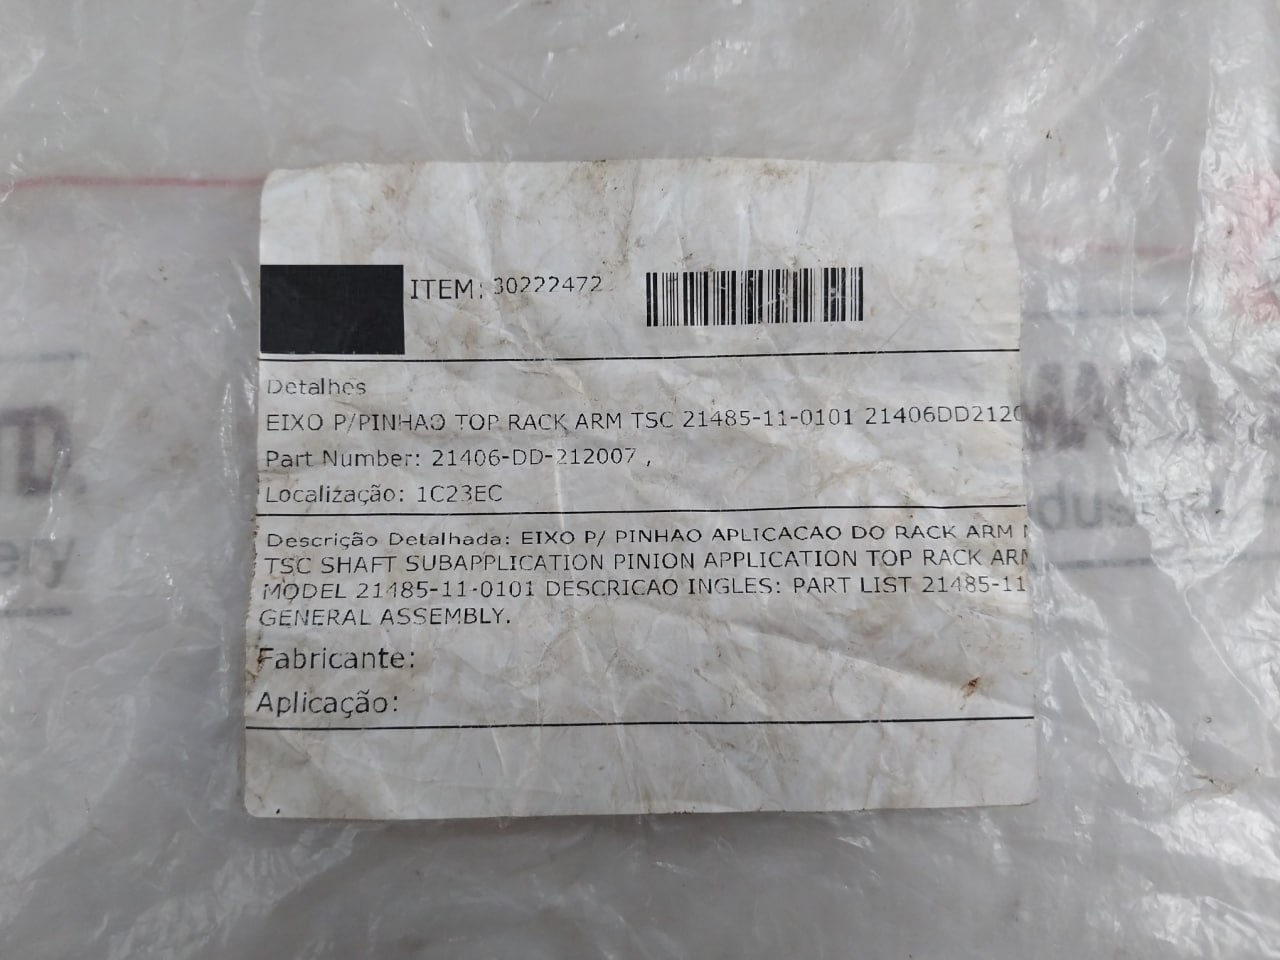 ITEM: 30222472
Detalhes
EIXO P/PINHAO TOP RACK ARM TSC 21485-11-0101 21406DD2120
Part Number: 21406-DD-212007 ,
Localização: 1C23EC
Descrição Detalhada: EIXO P/ PINHAO APLICACAO DO RACK ARM
TSC SHAFT SUBAPPLICATION PINION APPLICATION TOP RACK ARM
MODEL 21485-11-0101 DESCRICAO INGLES: PART LIST 21485-11
GENERAL ASSEMBLY.
Fabricante:
Aplicação: